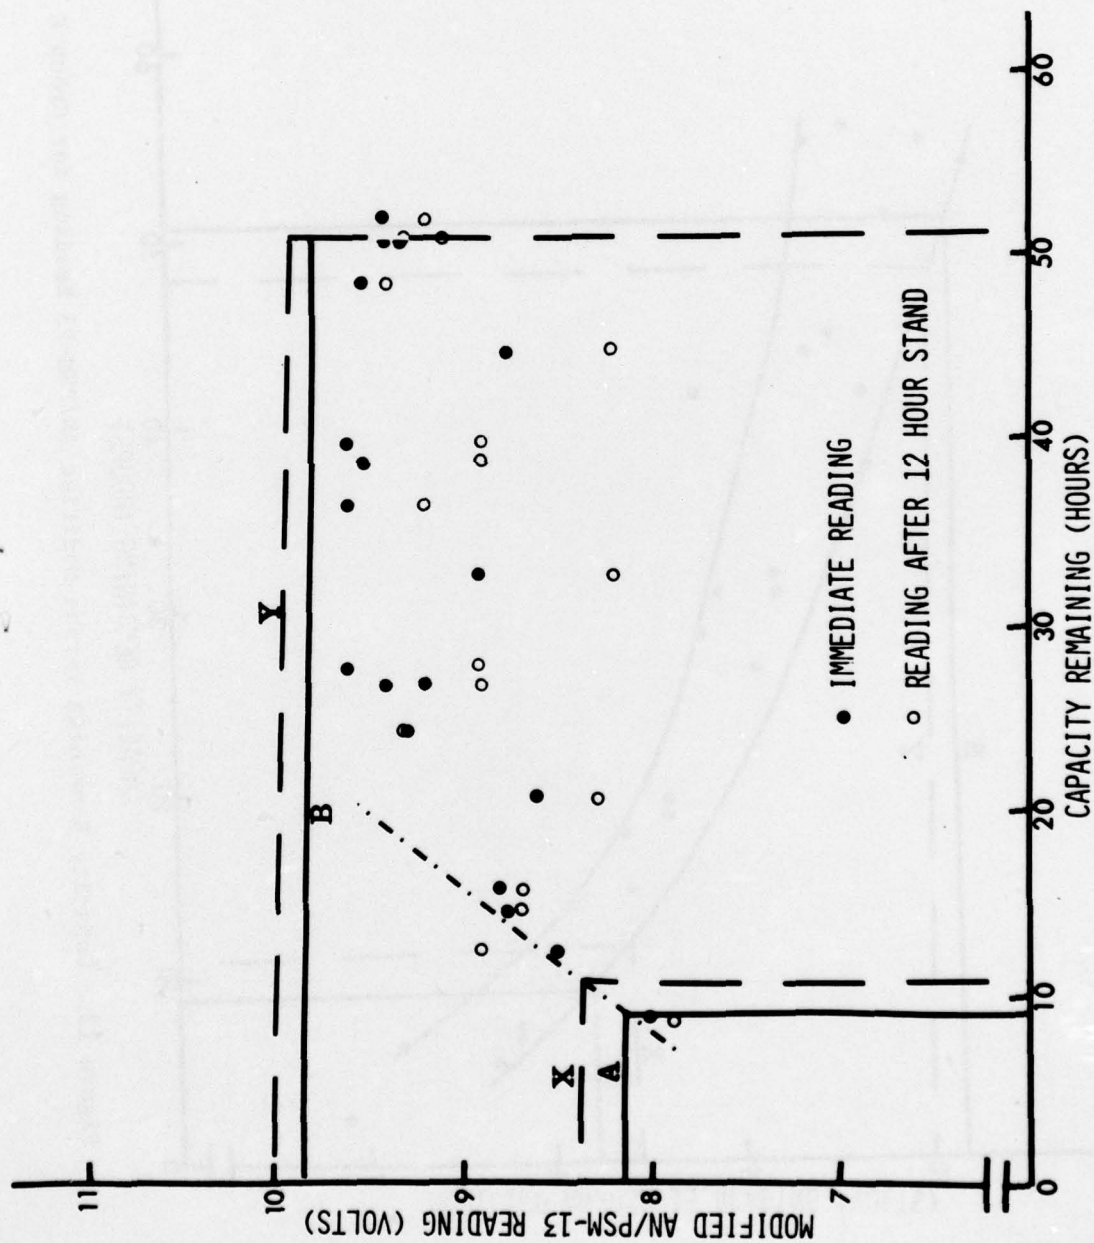 MODIFIED AN/PSM-13 READING (VOLTS)
11
10
9
8
7
Y
B
X
A
● IMMEDIATE READING
○ READING AFTER 12 HOUR STAND
0
10
20
30
40
50
60
CAPACITY REMAINING (HOURS)